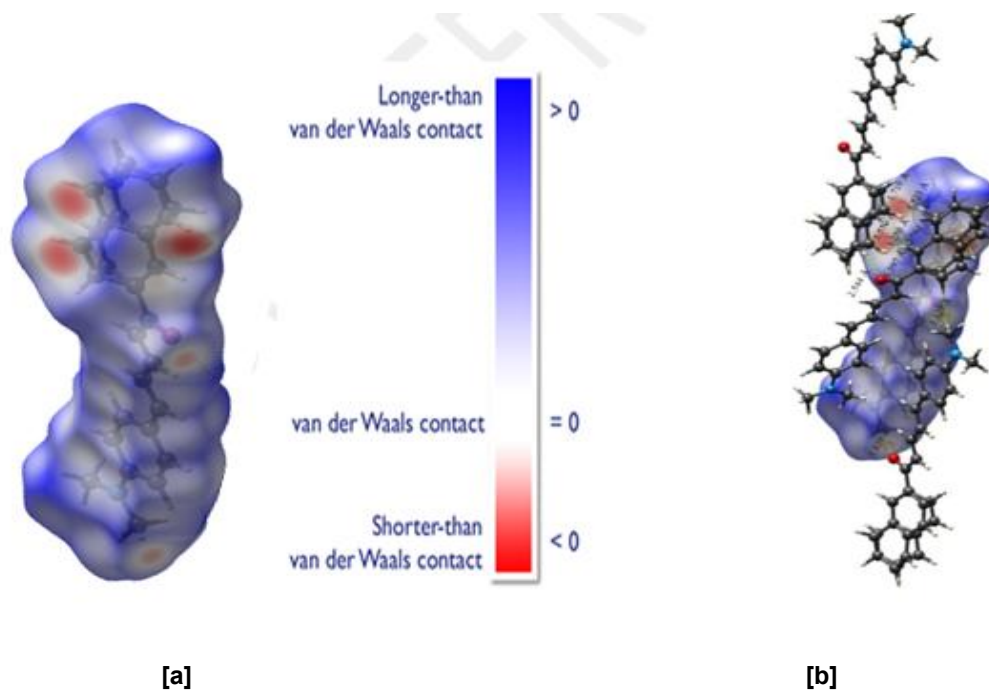 Longer-than
van der Waals contact
> 0
van der Waals contact
= 0
Shorter-than
van der Waals contact
< 0
[a]
[b]